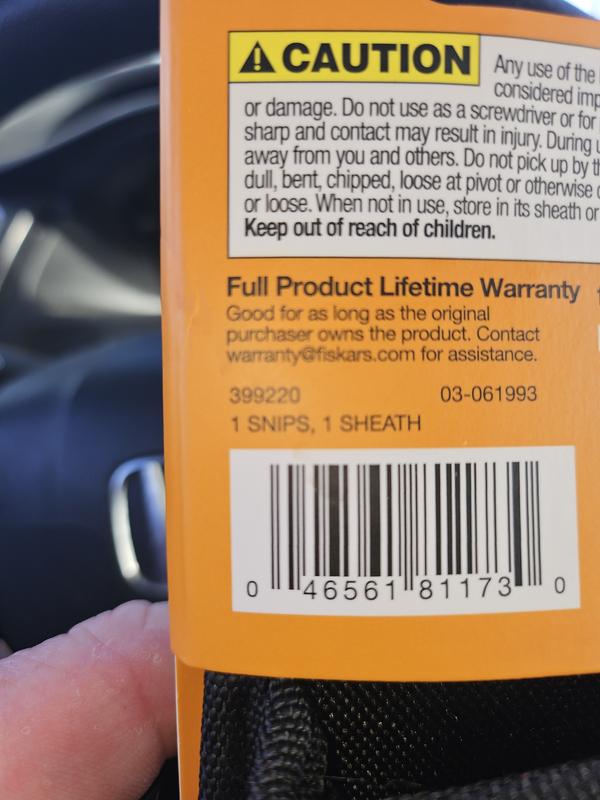 CAUTION
Any use of the
considered imp
or damage. Do not use as a screwdriver or for
sharp and contact may result in injury. During u
away from you and others. Do not pick up by th
dull, bent, chipped, loose at pivot or otherwise
or loose. When not in use, store in its sheath or
Keep out of reach of children.
Full Product Lifetime Warranty
Good for as long as the original
purchaser owns the product. Contact
warranty@fiskars.com for assistance.
399220 03-061993
1 SNIPS, 1 SHEATH
0 46561 81173 0